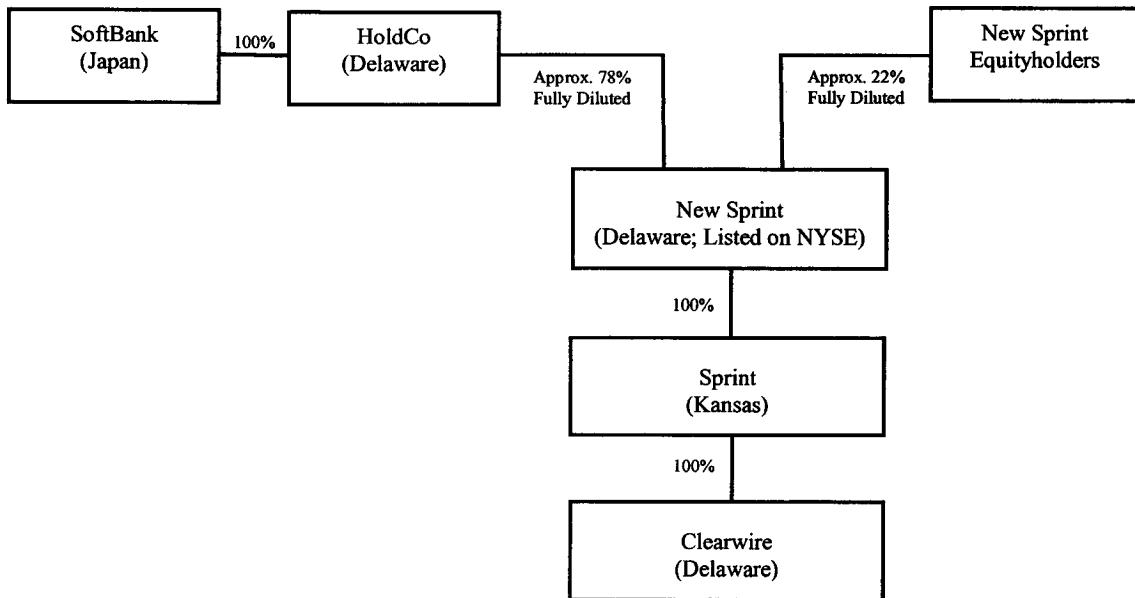 SoftBank
(Japan)
100%
HoldCo
(Delaware)
New Sprint
Equityholders
Approx. 78%
Fully Diluted
Approx. 22%
Fully Diluted
New Sprint
(Delaware; Listed on NYSE)
100%
Sprint
(Kansas)
100%
Clearwire
(Delaware)